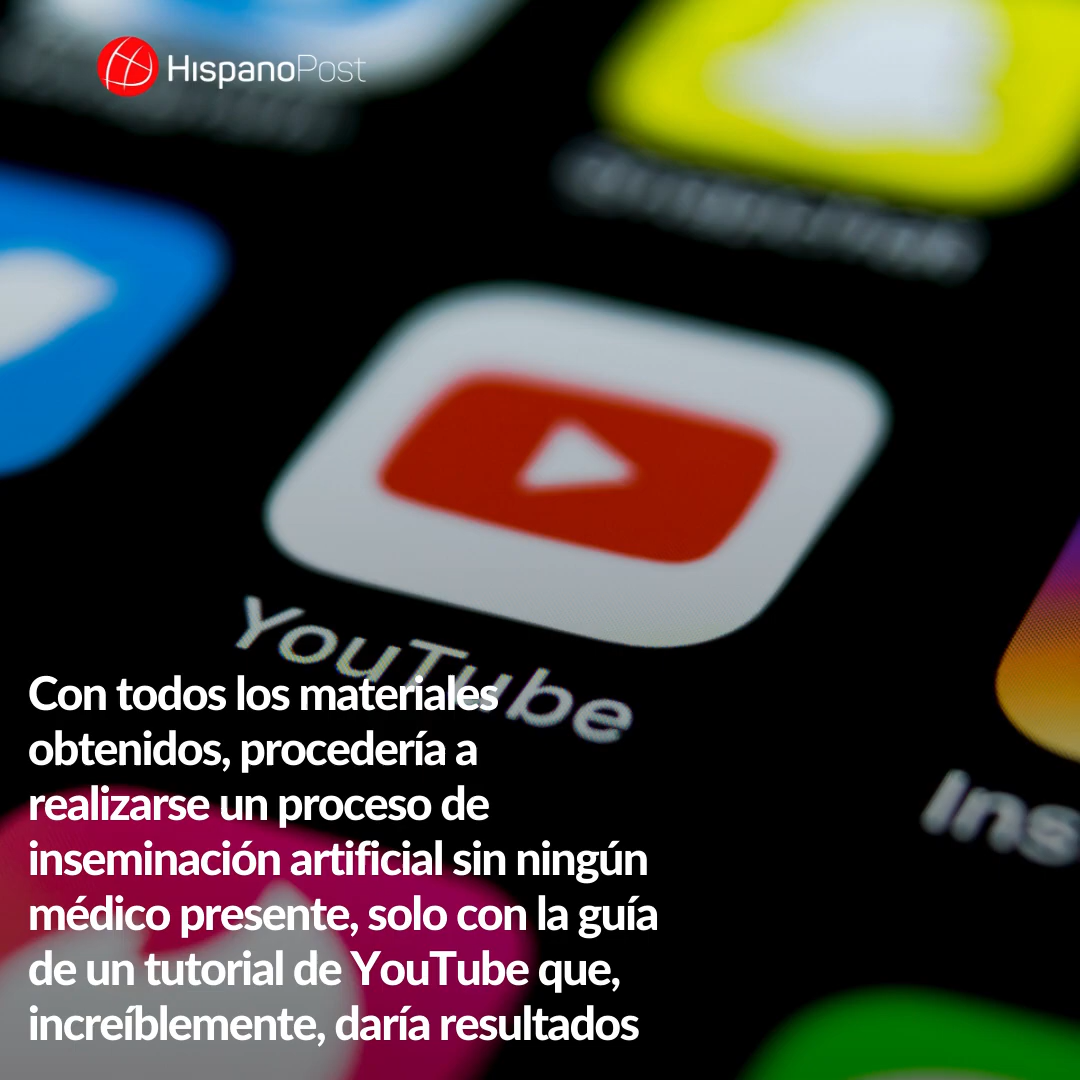 HispanoPost
YouTube
Ins
Con todos los materiales
obtenidos, procedería a
realizarse un proceso de
inseminación artificial sin ningún
médico presente, solo con la guía
de un tutorial de YouTube que,
increíblemente, daría resultados